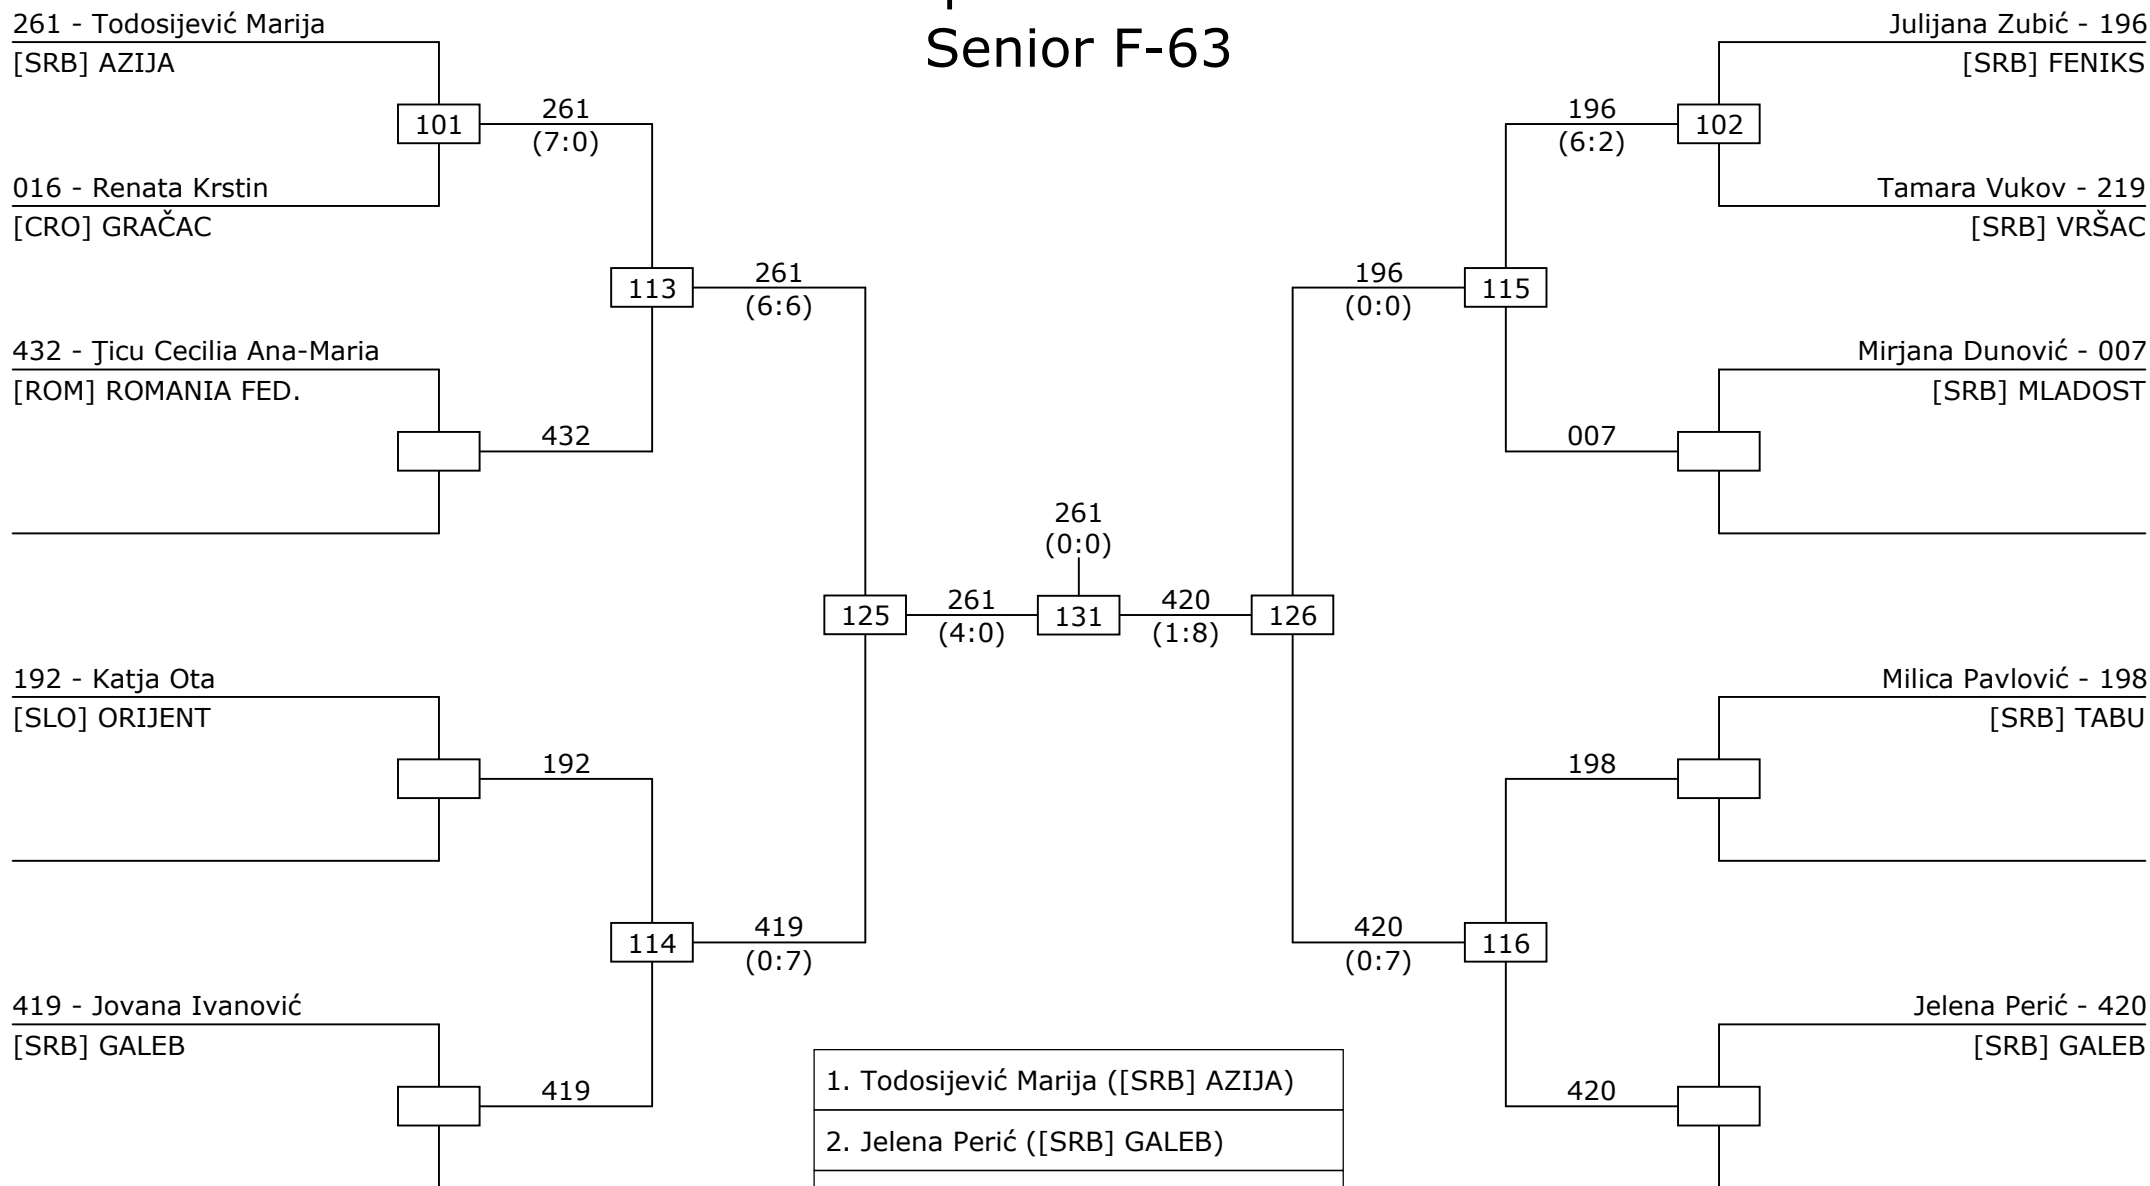 Senior F-63
261 - Todosijević Marija
[SRB] AZIJA
101
261
(7:0)
016 - Renata Krstin
[CRO] GRAČAC
113
261
(6:6)
432 - Ţicu Cecilia Ana-Maria
[ROM] ROMANIA FED.
432
192 - Katja Ota
[SLO] ORIJENT
192
114
419
(0:7)
419 - Jovana Ivanović
[SRB] GALEB
419
125
261
(4:0)
261
(0:0)
131
420
(1:8)
126
Julijana Zubić - 196
[SRB] FENIKS
196
(6:2)
102
Tamara Vukov - 219
[SRB] VRŠAC
196
(0:0)
115
Mirjana Dunović - 007
[SRB] MLADOST
007
Milica Pavlović - 198
[SRB] TABU
198
420
(0:7)
116
Jelena Perić - 420
[SRB] GALEB
420
1. Todosijević Marija ([SRB] AZIJA)
2. Jelena Perić ([SRB] GALEB)